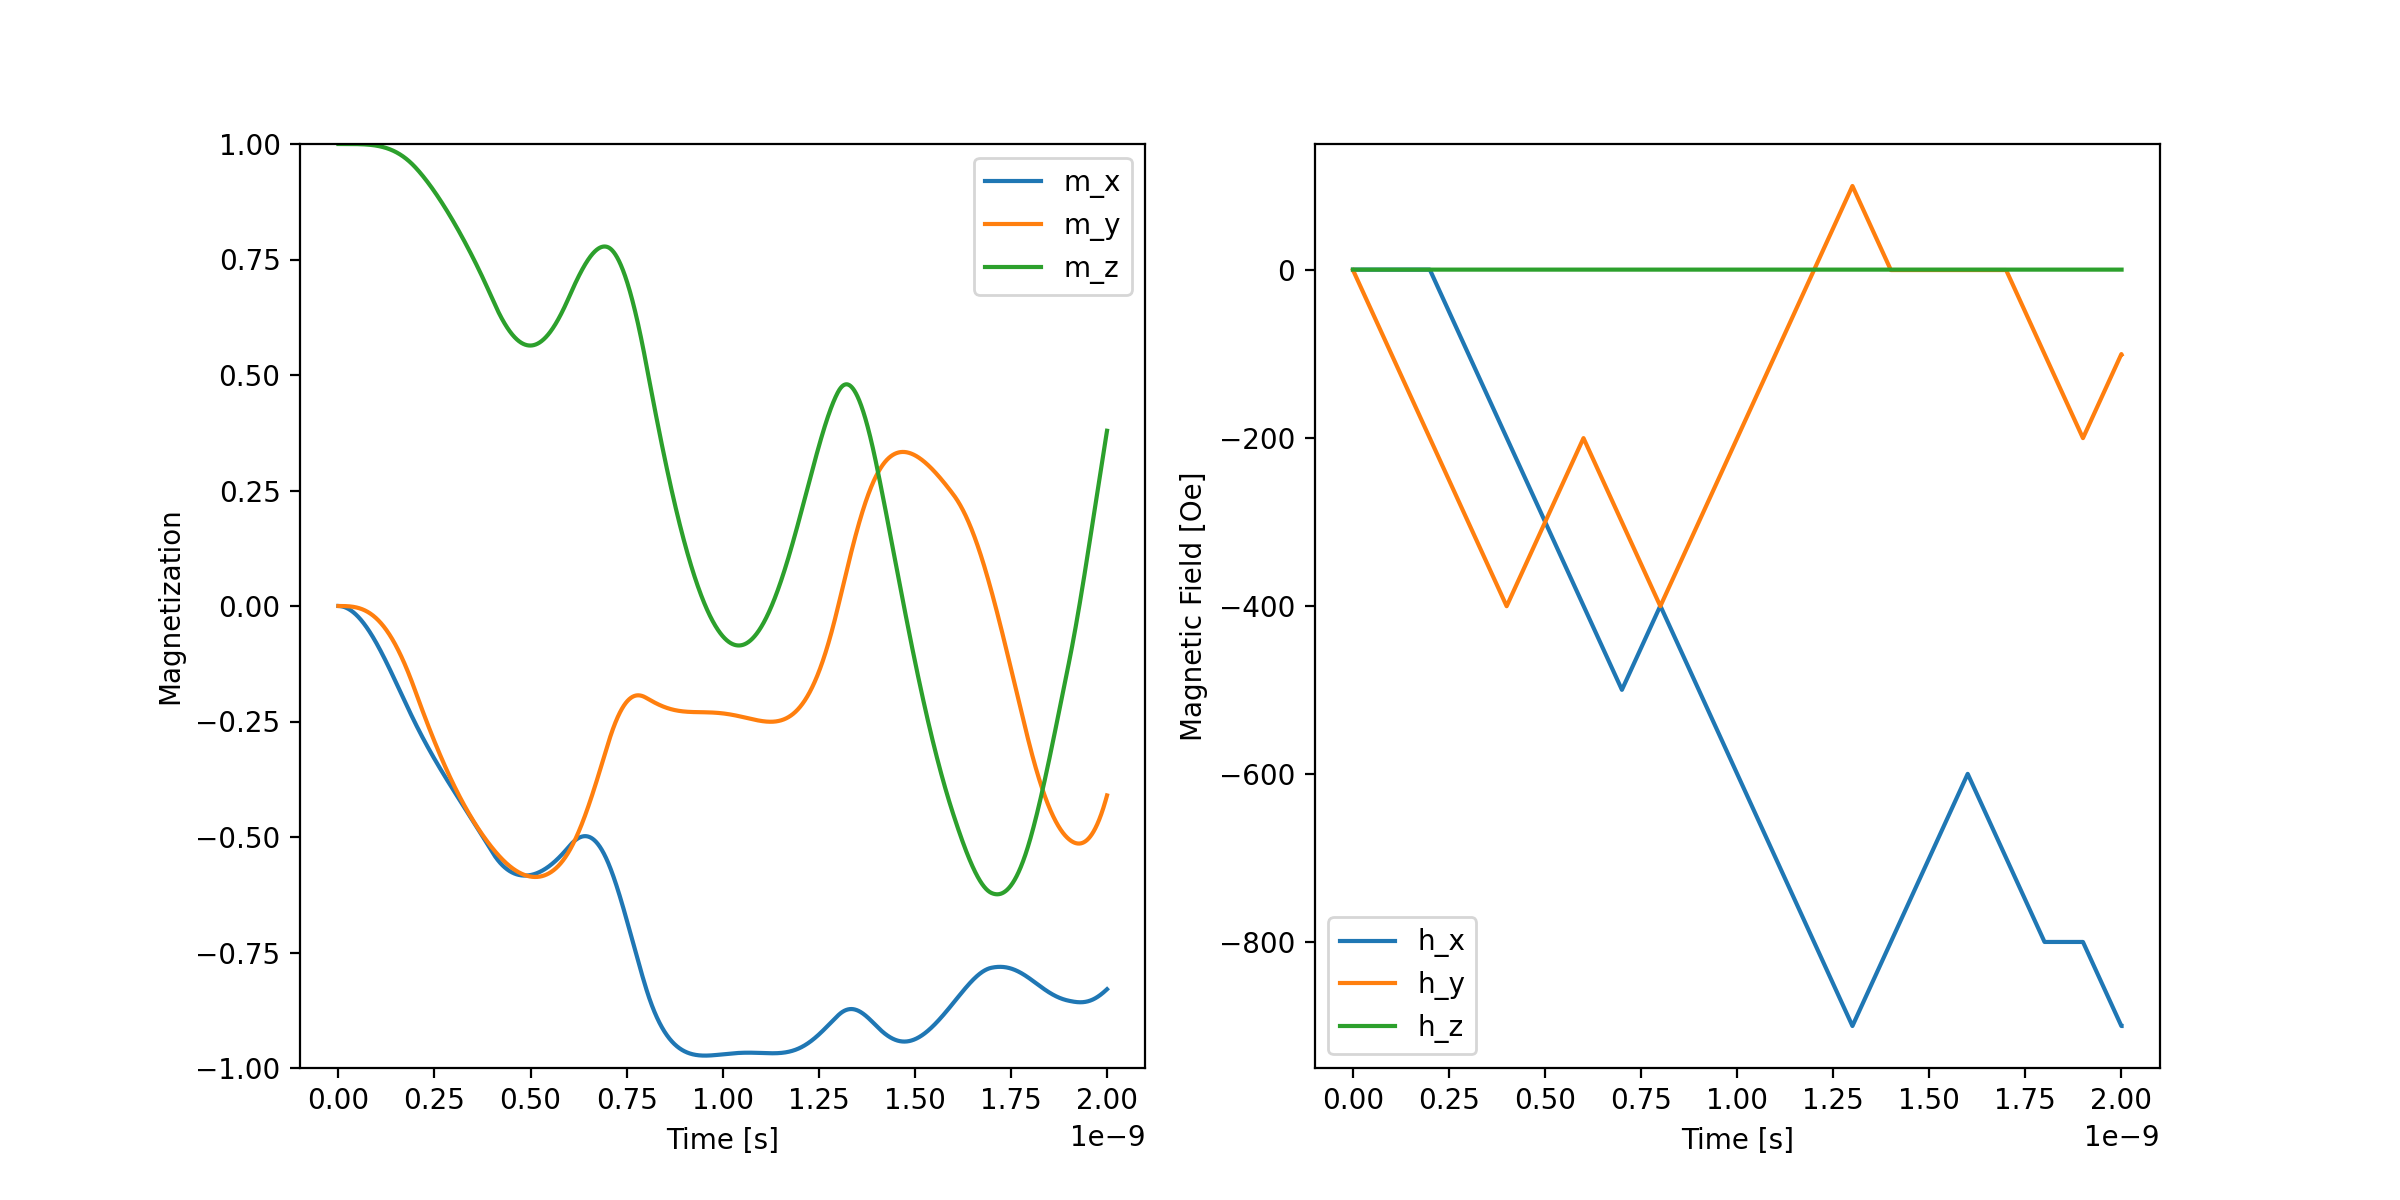 1.00
0.75
0.50
0.25
0.00
−0.25
−0.50
−0.75
−1.00
Magnetization
0.00 0.25 0.50 0.75 1.00 1.25 1.50 1.75 2.00
Time [s]
1e−9
m_x
m_y
m_z
0
−200
−400
−600
−800
Magnetic Field [Oe]
0.00 0.25 0.50 0.75 1.00 1.25 1.50 1.75 2.00
Time [s]
1e−9
h_x
h_y
h_z